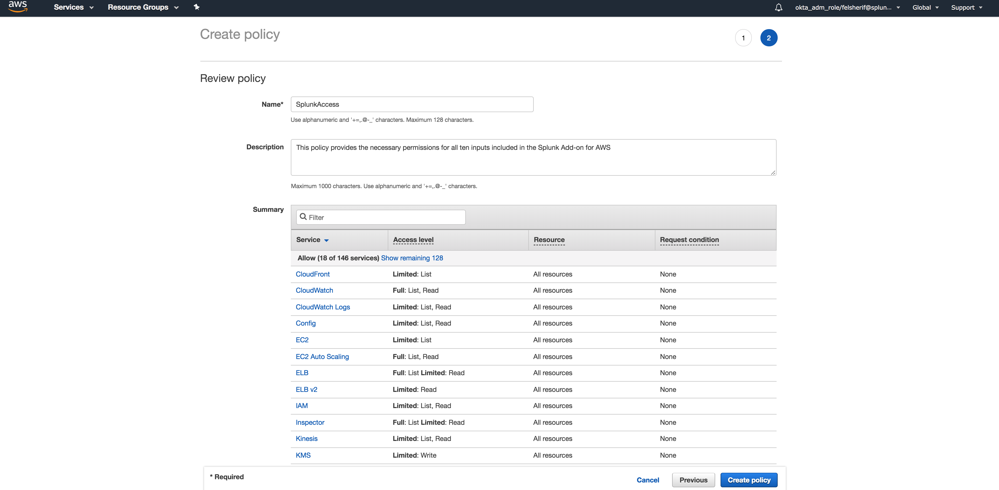 aws Services Resource Groups okta_adm_role/felsherif@splun... Global Support
Create policy 1 2
Review policy
Name* SplunkAccess
Use alphanumeric and '+=,.@-_' characters. Maximum 128 characters.
Description This policy provides the necessary permissions for all ten inputs included in the Splunk Add-on for AWS
Maximum 1000 characters. Use alphanumeric and '+=,.@-_' characters.
Summary Filter
Service Access level Resource Request condition
Allow (18 of 146 services) Show remaining 128
CloudFront Limited: List All resources None
CloudWatch Full: List, Read All resources None
CloudWatch Logs Limited: List, Read All resources None
Config Limited: List, Read All resources None
EC2 Limited: List All resources None
EC2 Auto Scaling Full: List, Read All resources None
ELB Full: List Limited: Read All resources None
ELB v2 Limited: Read All resources None
IAM Limited: List, Read All resources None
Inspector Full: List Limited: Read All resources None
Kinesis Limited: List, Read All resources None
KMS Limited: Write All resources None
* Required Cancel Previous Create policy